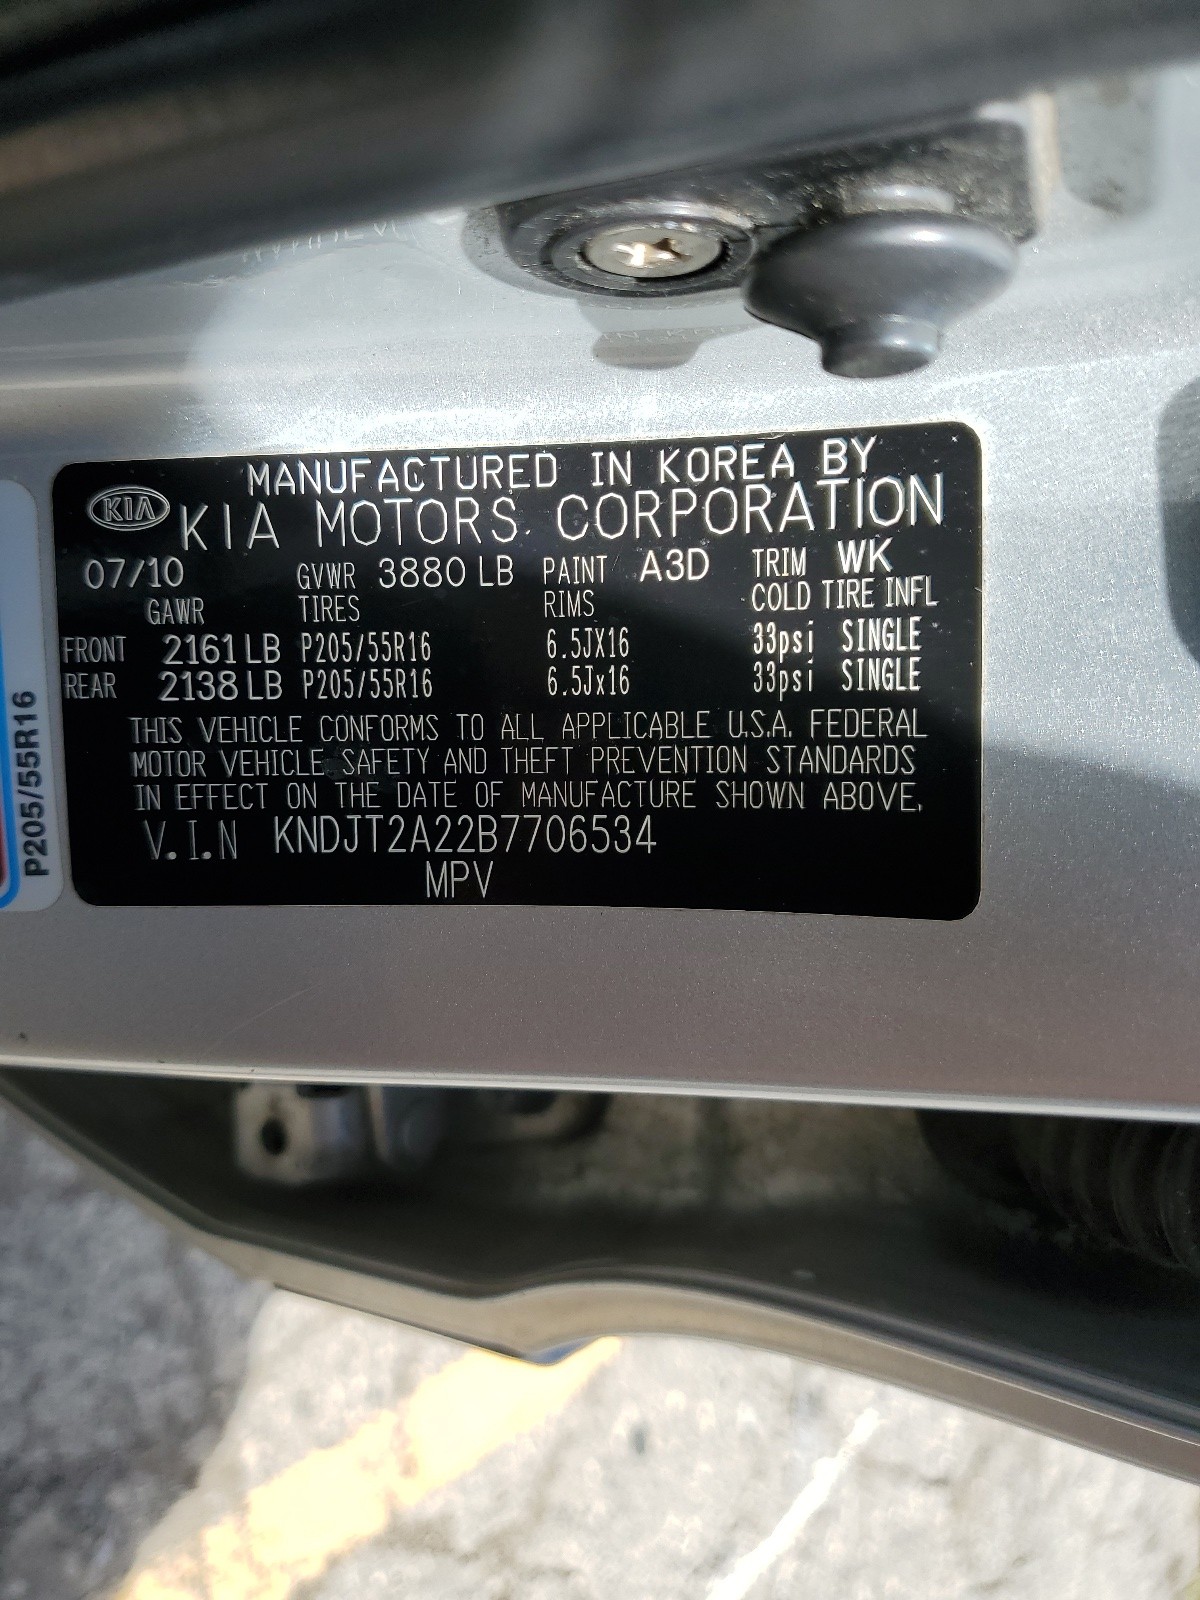 MANUFACTURED IN KOREA BY
KIA KIA MOTORS CORPORATION
07/10 GVWR 3880 LB PAINT A3D TRIM WK
GAWR TIRES RIMS COLD TIRE INFL
FRONT 2161 LB P205/55R16 6.5JX16 33psi SINGLE
REAR 2138 LB P205/55R16 6.5Jx16 33psi SINGLE
THIS VEHICLE CONFORMS TO ALL APPLICABLE U.S.A. FEDERAL
MOTOR VEHICLE SAFETY AND THEFT PREVENTION STANDARDS
IN EFFECT ON THE DATE OF MANUFACTURE SHOWN ABOVE.
V.I.N KNDJT2A22B7706534
MPV
P205/55R16